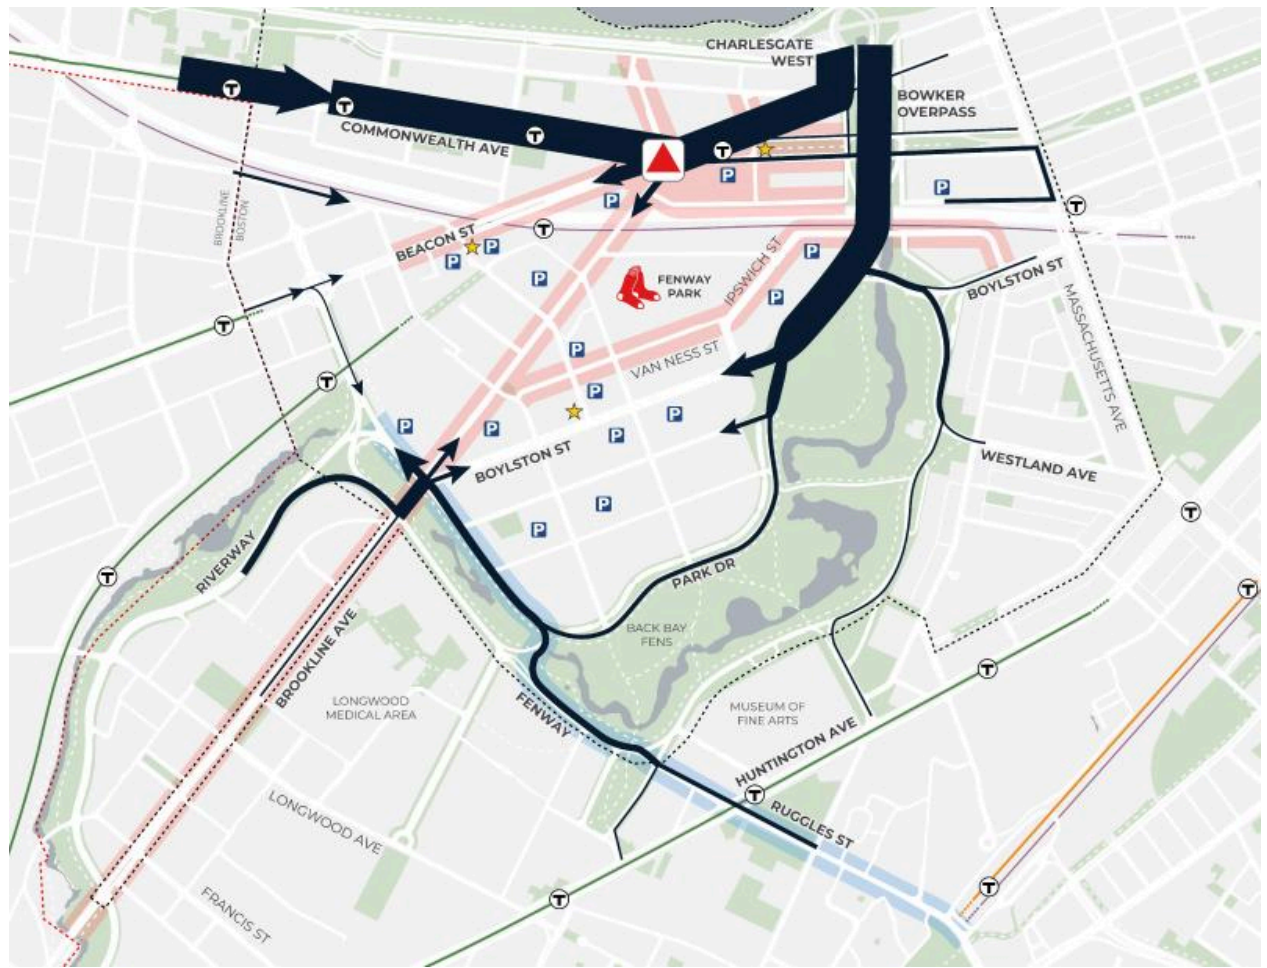 CHARLESGATE
WEST
BOWKER
OVERPASS
T
T
COMMONWEALTH AVE
T
T
P
P
P
T
BROOKLINE
BOSTON
T
BEACON ST
P
P
P
P
IPSWICH ST
FENWAY
PARK
P
BOYLSTON ST
MASSACHUSETTS AVE
T
P
VAN NESS ST
T
P
P
P
P
P
BOYLSTON ST
WESTLAND AVE
P
P
T
RIVERWAY
T
PARK DR
T
BROOKLINE AVE
BACK BAY
FENS
T
LONGWOOD
MEDICAL AREA
FENWAY
MUSEUM OF
FINE ARTS
HUNTINGTON AVE
T
RUGGLES ST
LONGWOOD AVE
T
T
FRANCIS ST